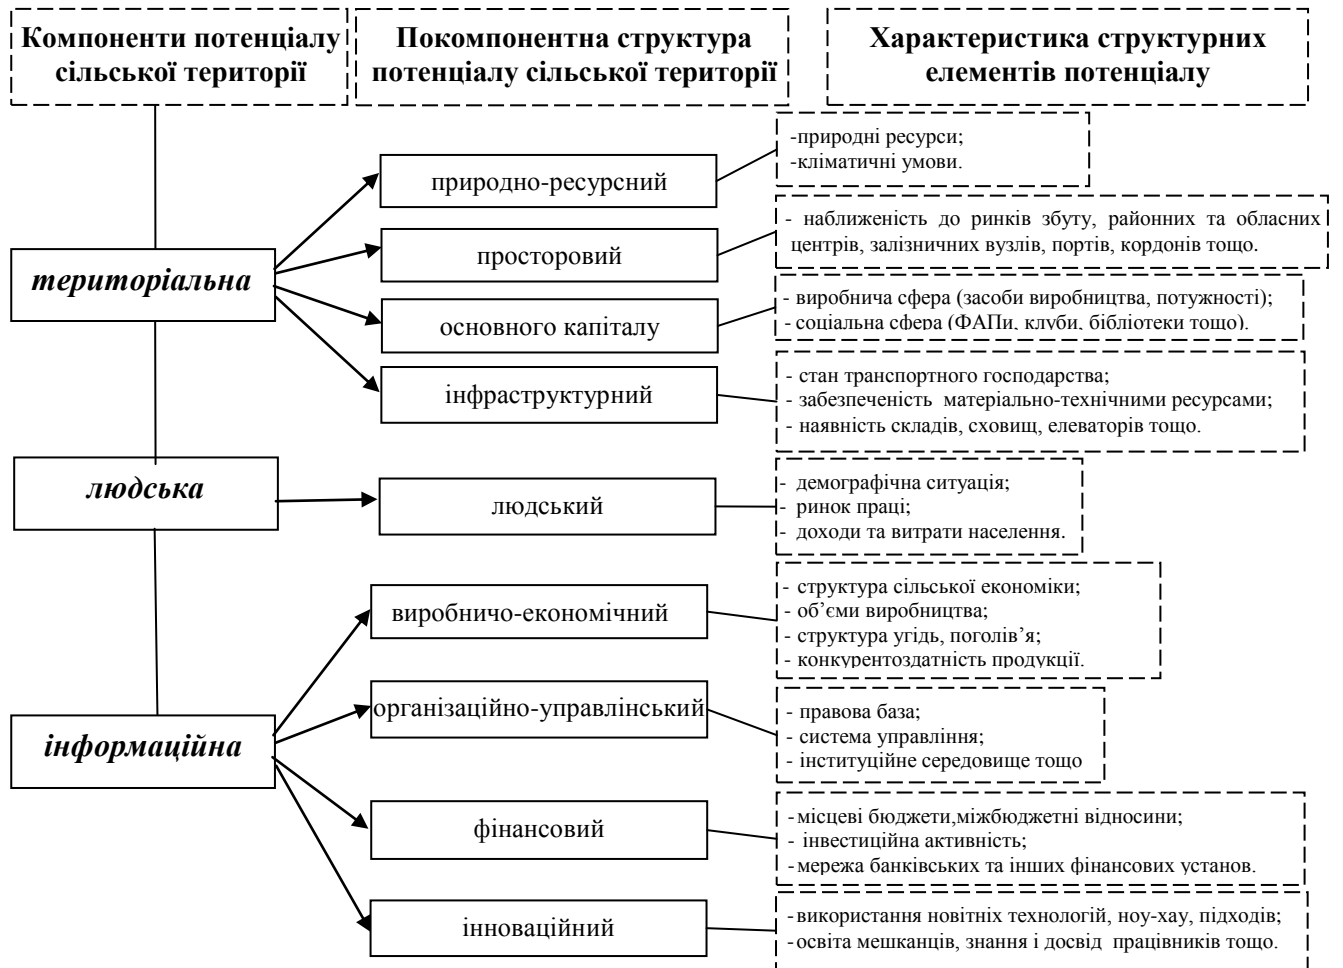 Компоненти потенціалу
сільської території
Покомпонентна структура
потенціалу сільської території
Характеристика структурних
елементів потенціалу
територіальна
природно-ресурсний
-природні ресурси;
-кліматичні умови.
просторовий
- наближеність до ринків збуту, районних та обласних
центрів, залізничних вузлів, портів, кордонів тощо.
основного капіталу
- виробнича сфера (засоби виробництва, потужності);
- соціальна сфера (ФАПи, клуби, бібліотеки тощо).
інфраструктурний
- стан транспортного господарства;
- забезпеченість матеріально-технічними ресурсами;
- наявність складів, сховищ, елеваторів тощо.
людська
людський
- демографічна ситуація;
- ринок праці;
- доходи та витрати населення.
інформаційна
виробничо-економічний
- структура сільської економіки;
- об’єми виробництва;
- структура угідь, поголів’я;
- конкурентоздатність продукції.
організаційно-управлінський
- правова база;
- система управління;
- інституційне середовище тощо
фінансовий
-місцеві бюджети,міжбюджетні відносини;
- інвестиційна активність;
-мережа банківських та інших фінансових установ.
інноваційний
-використання новітніх технологій, ноу-хау, підходів;
-освіта мешканців, знання і досвід працівників тощо.